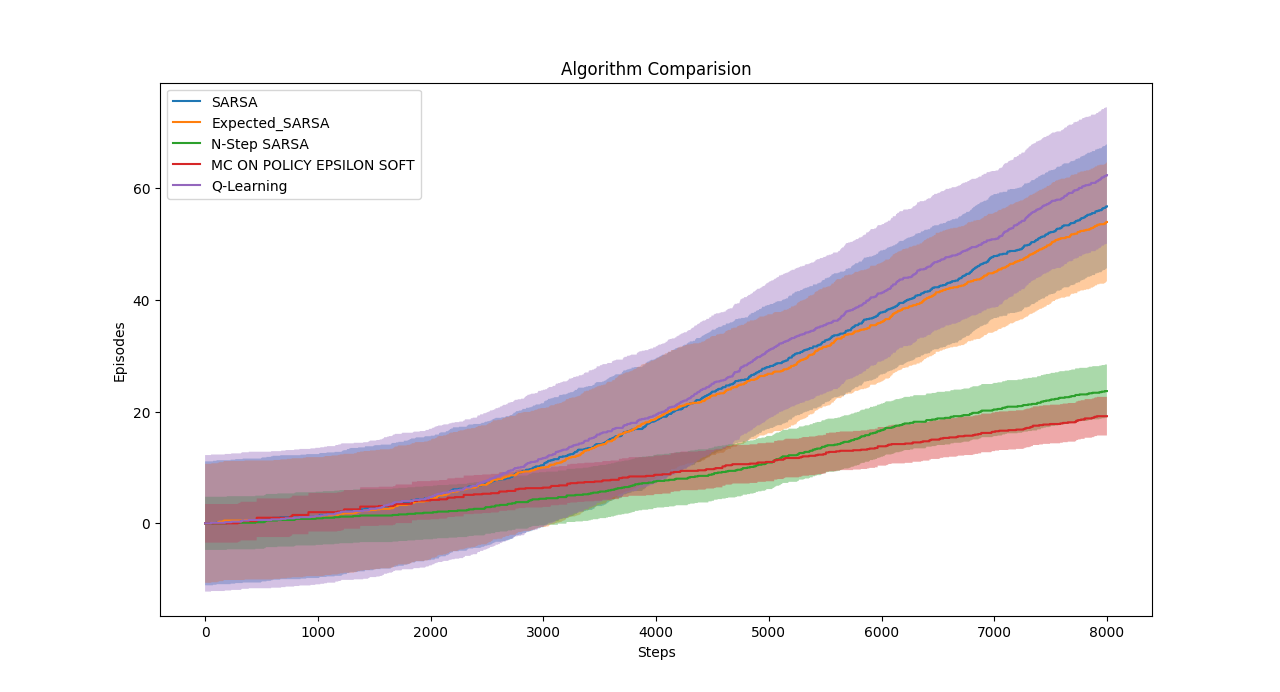 Algorithm Comparision
SARSA
Expected_SARSA
N-Step SARSA
MC ON POLICY EPSILON SOFT
Q-Learning
60
40
20
0
Episodes
0 1000 2000 3000 4000 5000 6000 7000 8000
Steps